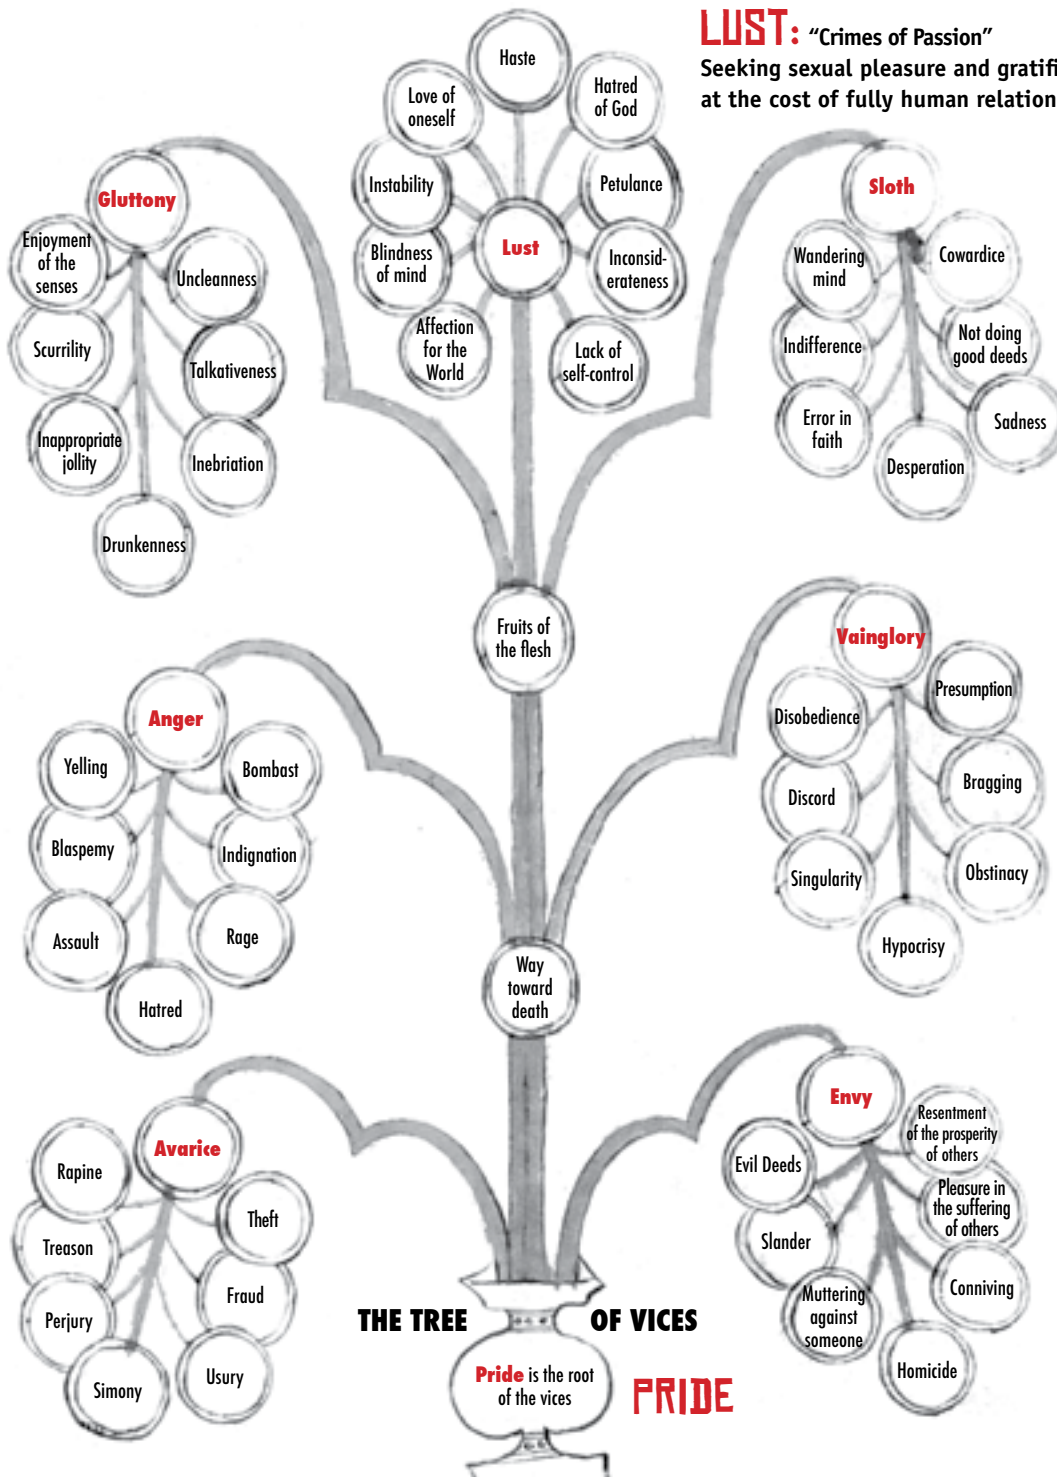 LUST: "Crimes of Passion"
Seeking sexual pleasure and gratifi
at the cost of fully human relation
Haste
Love of
oneself
Hatred
of God
Instability
Petulance
Lust
Blindness
of mind
Inconsid-
erateness
Affection
for the
World
Lack of
self-control
Gluttony
Enjoyment
of the
senses
Uncleanness
Scurrility
Talkativeness
Inappropriate
jollity
Inebriation
Drunkenness
Sloth
Wandering
mind
Cowardice
Indifference
Not doing
good deeds
Error in
faith
Sadness
Desperation
Fruits of
the flesh
Anger
Yelling
Bombast
Blaspemy
Indignation
Assault
Rage
Hatred
Vainglory
Presumption
Disobedience
Bragging
Discord
Singularity
Obstinacy
Hypocrisy
Way
toward
death
Avarice
Rapine
Theft
Treason
Fraud
Perjury
Usury
Simony
Envy
Resentment
of the prosperity
of others
Evil Deeds
Pleasure in
the suffering
of others
Slander
Conniving
Muttering
against
someone
Homicide
THE TREE OF VICES
Pride is the root
of the vices
PRIDE